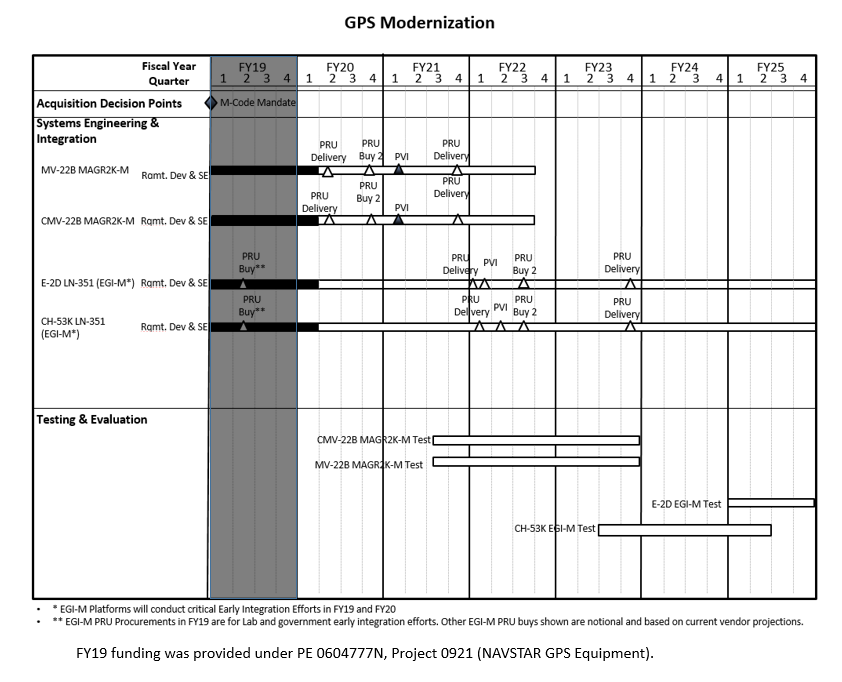 GPS Modernization
Fiscal Year FY19 FY20 FY21 FY22 FY23 FY24 FY25
Quarter 1 2 3 4 1 2 3 4 1 2 3 4 1 2 3 4 1 2 3 4 1 2 3 4 1 2 3 4
Acquisition Decision Points M-Code Mandate
Systems Engineering &
Integration
PRU PRU PRU
Delivery Buy 2 PVI Delivery
MV-22B MAGR2K-M Rqmt. Dev & SE
PRU PRU PRU
Delivery Buy 2 PVI Delivery
CMV-22B MAGR2K-M Rqmt. Dev & SE
PRU PRU PRU PRU
Buy** Delivery PVI Buy 2 Delivery
E-2D LN-351 (EGI-M*) Rqmt. Dev & SE
PRU PRU PRU PRU
Buy** Delivery PVI Buy 2 Delivery
CH-53K LN-351 Rqmt. Dev & SE
(EGI-M*)
Testing & Evaluation
CMV-22B MAGR2K-M Test
MV-22B MAGR2K-M Test
E-2D EGI-M Test
CH-53K EGI-M Test
• * EGI-M Platforms will conduct critical Early Integration Efforts in FY19 and FY20
• ** EGI-M PRU Procurements in FY19 are for Lab and government early integration efforts. Other EGI-M PRU buys shown are notional and based on current vendor projections.
FY19 funding was provided under PE 0604777N, Project 0921 (NAVSTAR GPS Equipment).